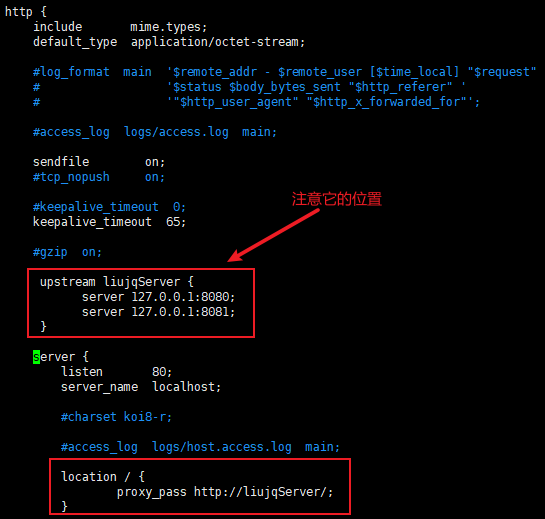 http {
    include       mime.types;
    default_type  application/octet-stream;
    #log_format  main  '$remote_addr - $remote_user [$time_local] "$request"
    #                  '$status $body_bytes_sent "$http_referer" '
    #                  '"$http_user_agent" "$http_x_forwarded_for"';
    #access_log  logs/access.log  main;
    sendfile        on;
    #tcp_nopush     on;
注意它的位置
    #keepalive_timeout  0;
    keepalive_timeout  65;
    #gzip  on;
     upstream liujqServer {
           server 127.0.0.1:8080;
           server 127.0.0.1:8081;
     }
    server {
        listen       80;
        server_name  localhost;
        #charset koi8-r;
        #access_log  logs/host.access.log  main;
        location / {
                proxy_pass http://liujqServer/;
        }